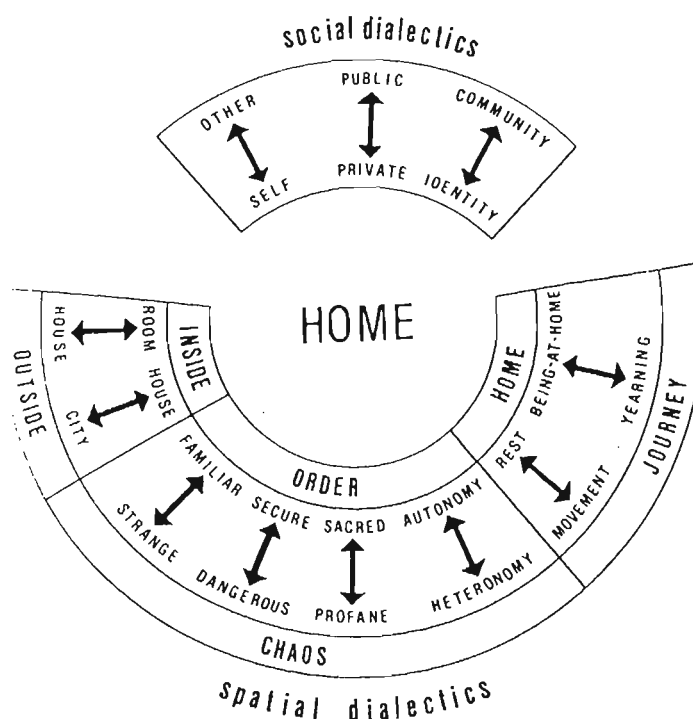 social dialectics
OTHER
PUBLIC
COMMUNITY
SELF
PRIVATE
IDENTITY
HOME
OUTSIDE
HOUSE
ROOM
INSIDE
CITY
HOUSE
ORDER
FAMILIAR
SECURE
SACRED
AUTONOMY
STRANGE
DANGEROUS
PROFANE
HETERONOMY
CHAOS
HOME
BEING-AT-HOME
YEARNING
REST
MOVEMENT
JOURNEY
spatial dialectics